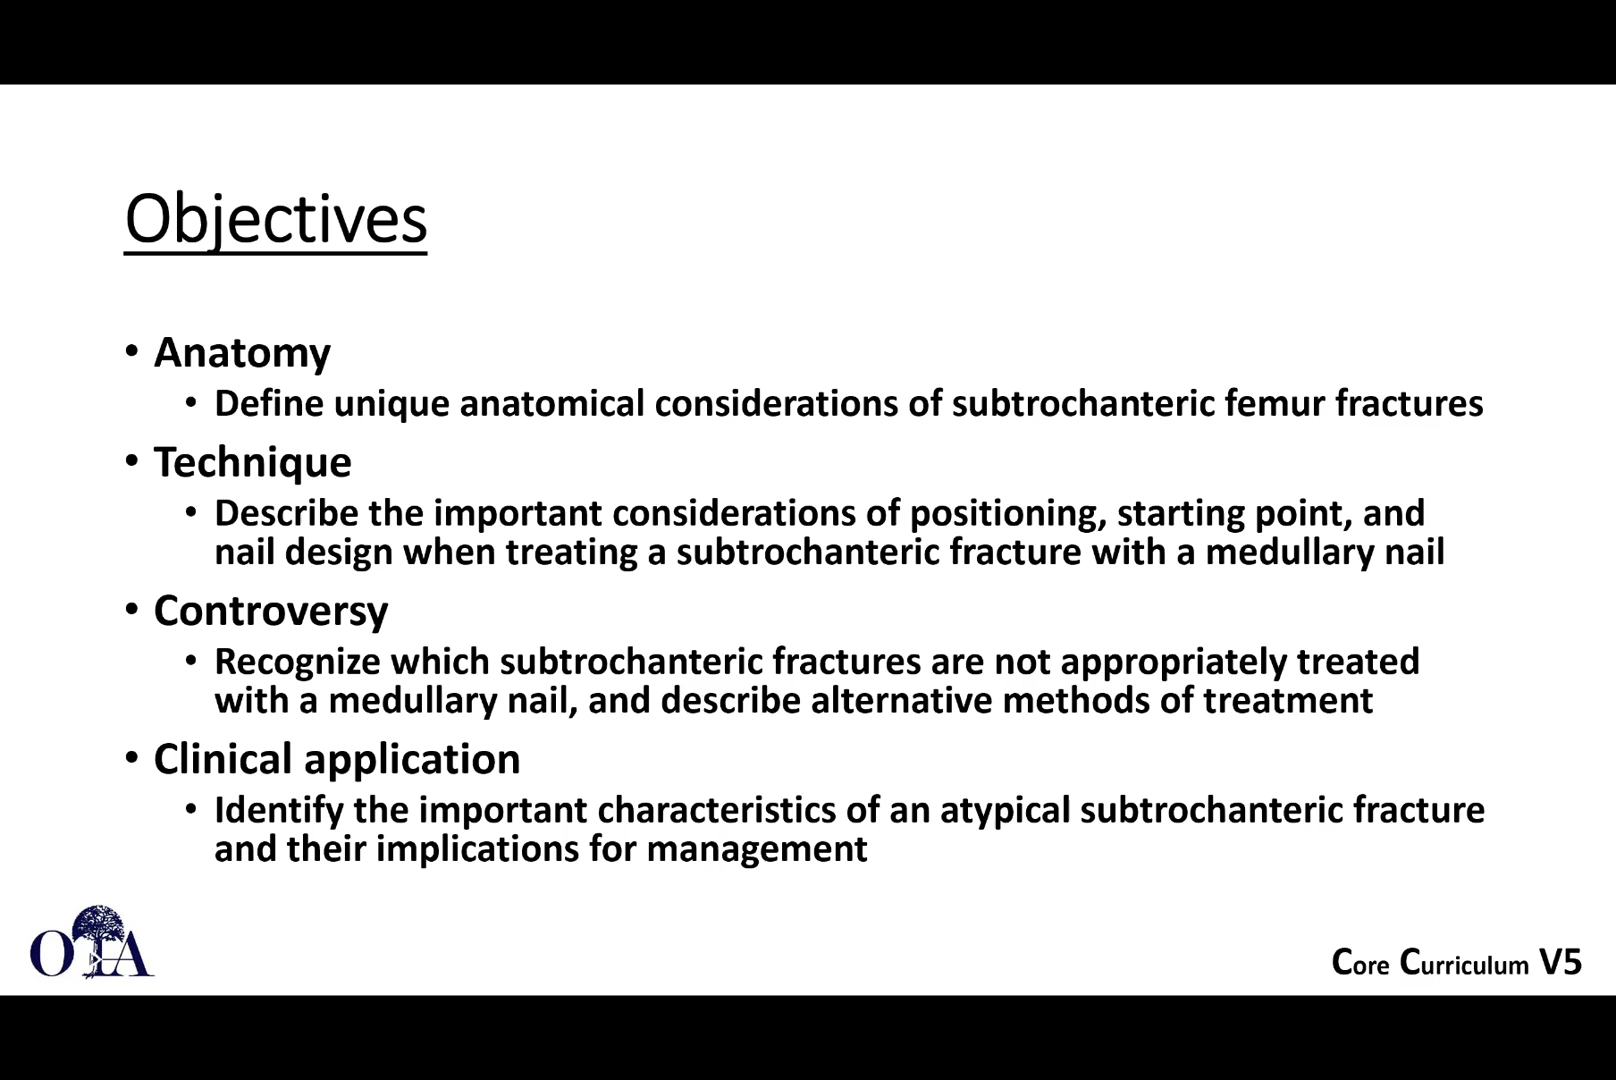 Objectives
• Anatomy
• Define unique anatomical considerations of subtrochanteric femur fractures
• Technique
• Describe the important considerations of positioning, starting point, and
nail design when treating a subtrochanteric fracture with a medullary nail
• Controversy
• Recognize which subtrochanteric fractures are not appropriately treated
with a medullary nail, and describe alternative methods of treatment
• Clinical application
• Identify the important characteristics of an atypical subtrochanteric fracture
and their implications for management
OTA
Core Curriculum V5